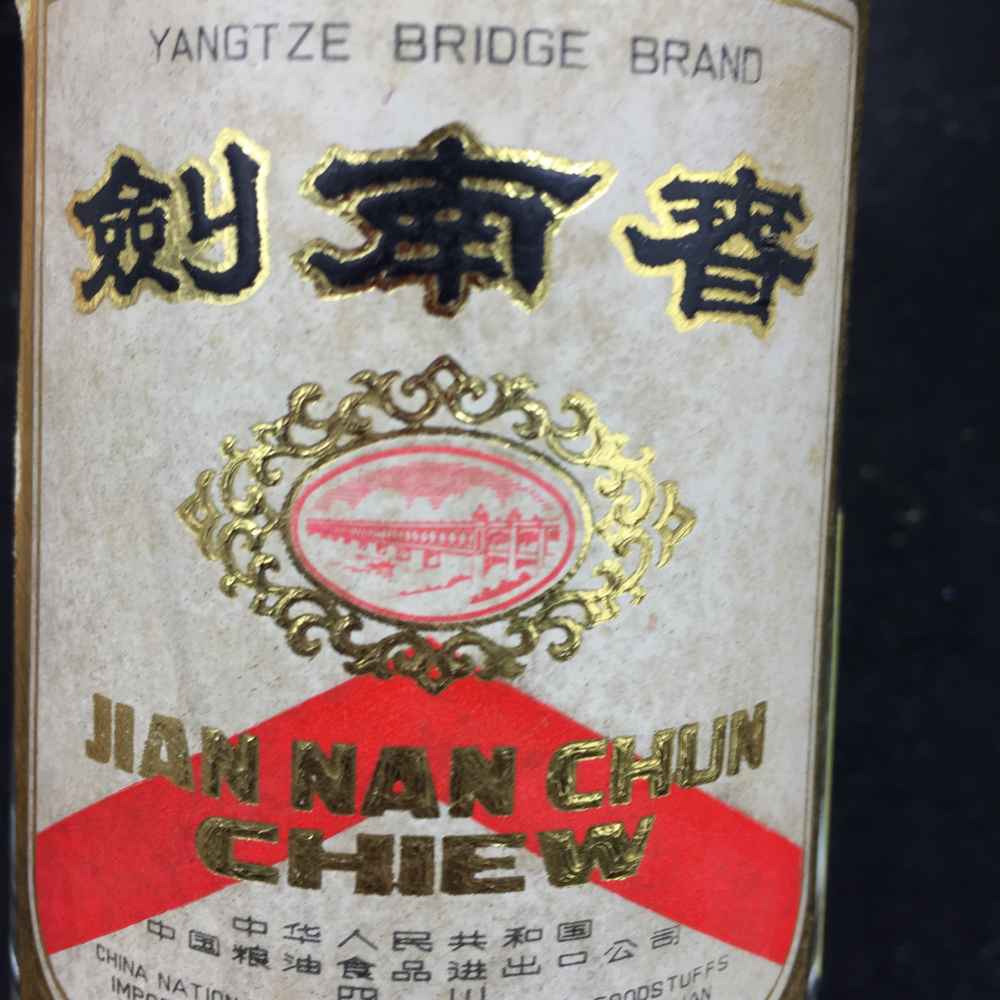 YANGTZE BRIDGE BRAND
劍南春
JIAN NAN CHUN
CHIEW
中华人民共和国
中国粮油食品进出口公司
四川
CHINA NATION FOODSTUFFS